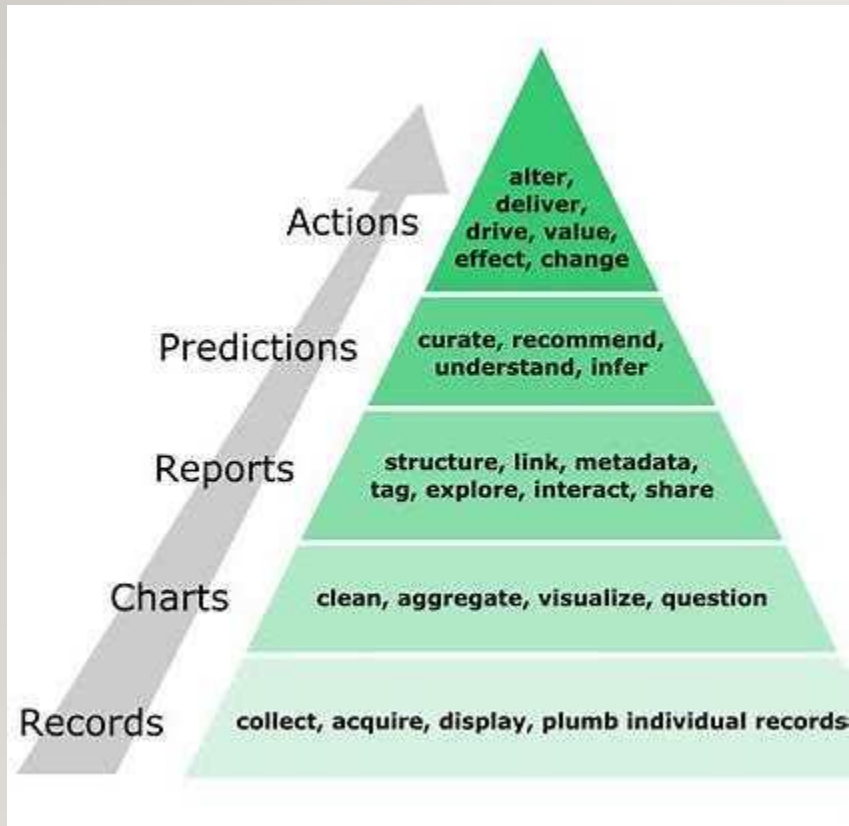 Actions
alter,
deliver,
drive, value,
effect, change
Predictions
curate, recommend,
understand, infer
Reports
structure, link, metadata,
tag, explore, interact, share
Charts
clean, aggregate, visualize, question
Records
collect, acquire, display, plumb individual records